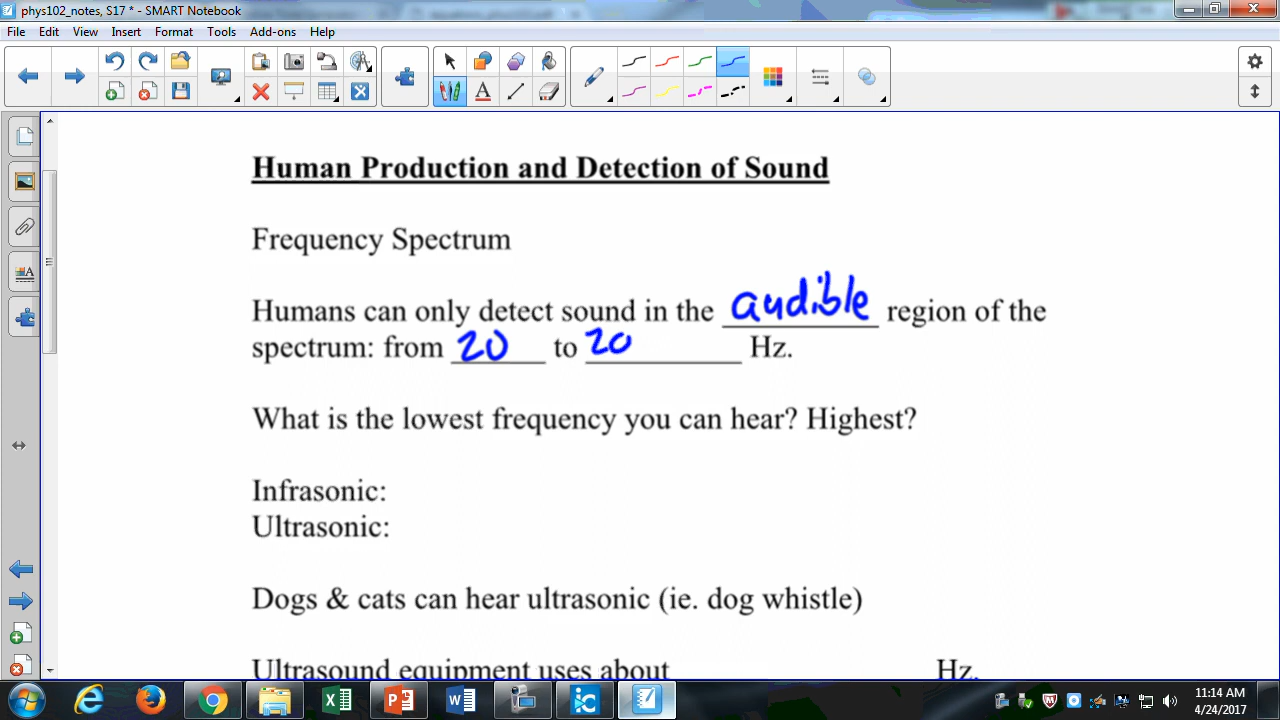 phys102_notes, S17 * - SMART Notebook
File Edit View Insert Format Tools Add-ons Help
Human Production and Detection of Sound
Frequency Spectrum
Humans can only detect sound in the audible region of the
spectrum: from 20 to 20 Hz.
What is the lowest frequency you can hear? Highest?
Infrasonic:
Ultrasonic:
Dogs & cats can hear ultrasonic (ie. dog whistle)
Ultrasound equipment uses about Hz.
11:14 AM
4/24/2017